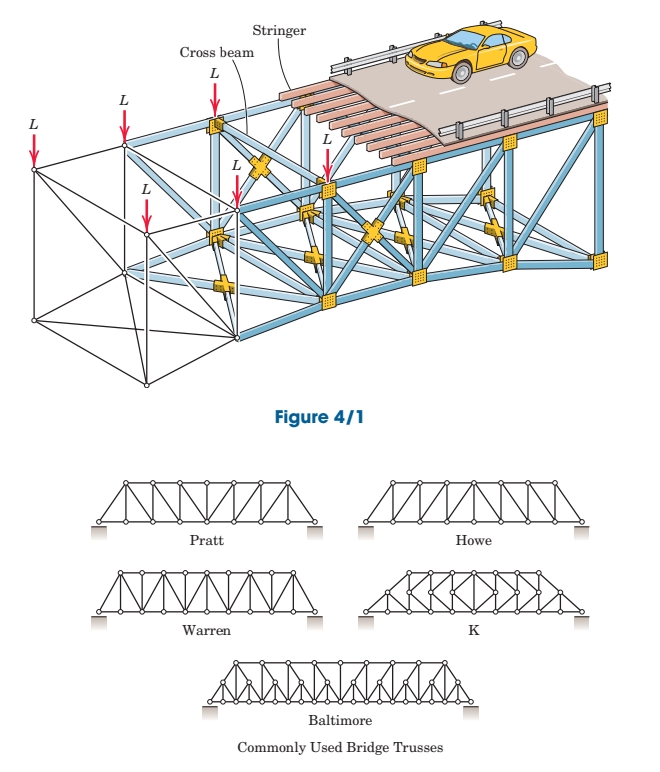 Stringer
Cross beam
L
L
L
L
L
L
Figure 4/1
Pratt
Howe
Warren
K
Baltimore
Commonly Used Bridge Trusses